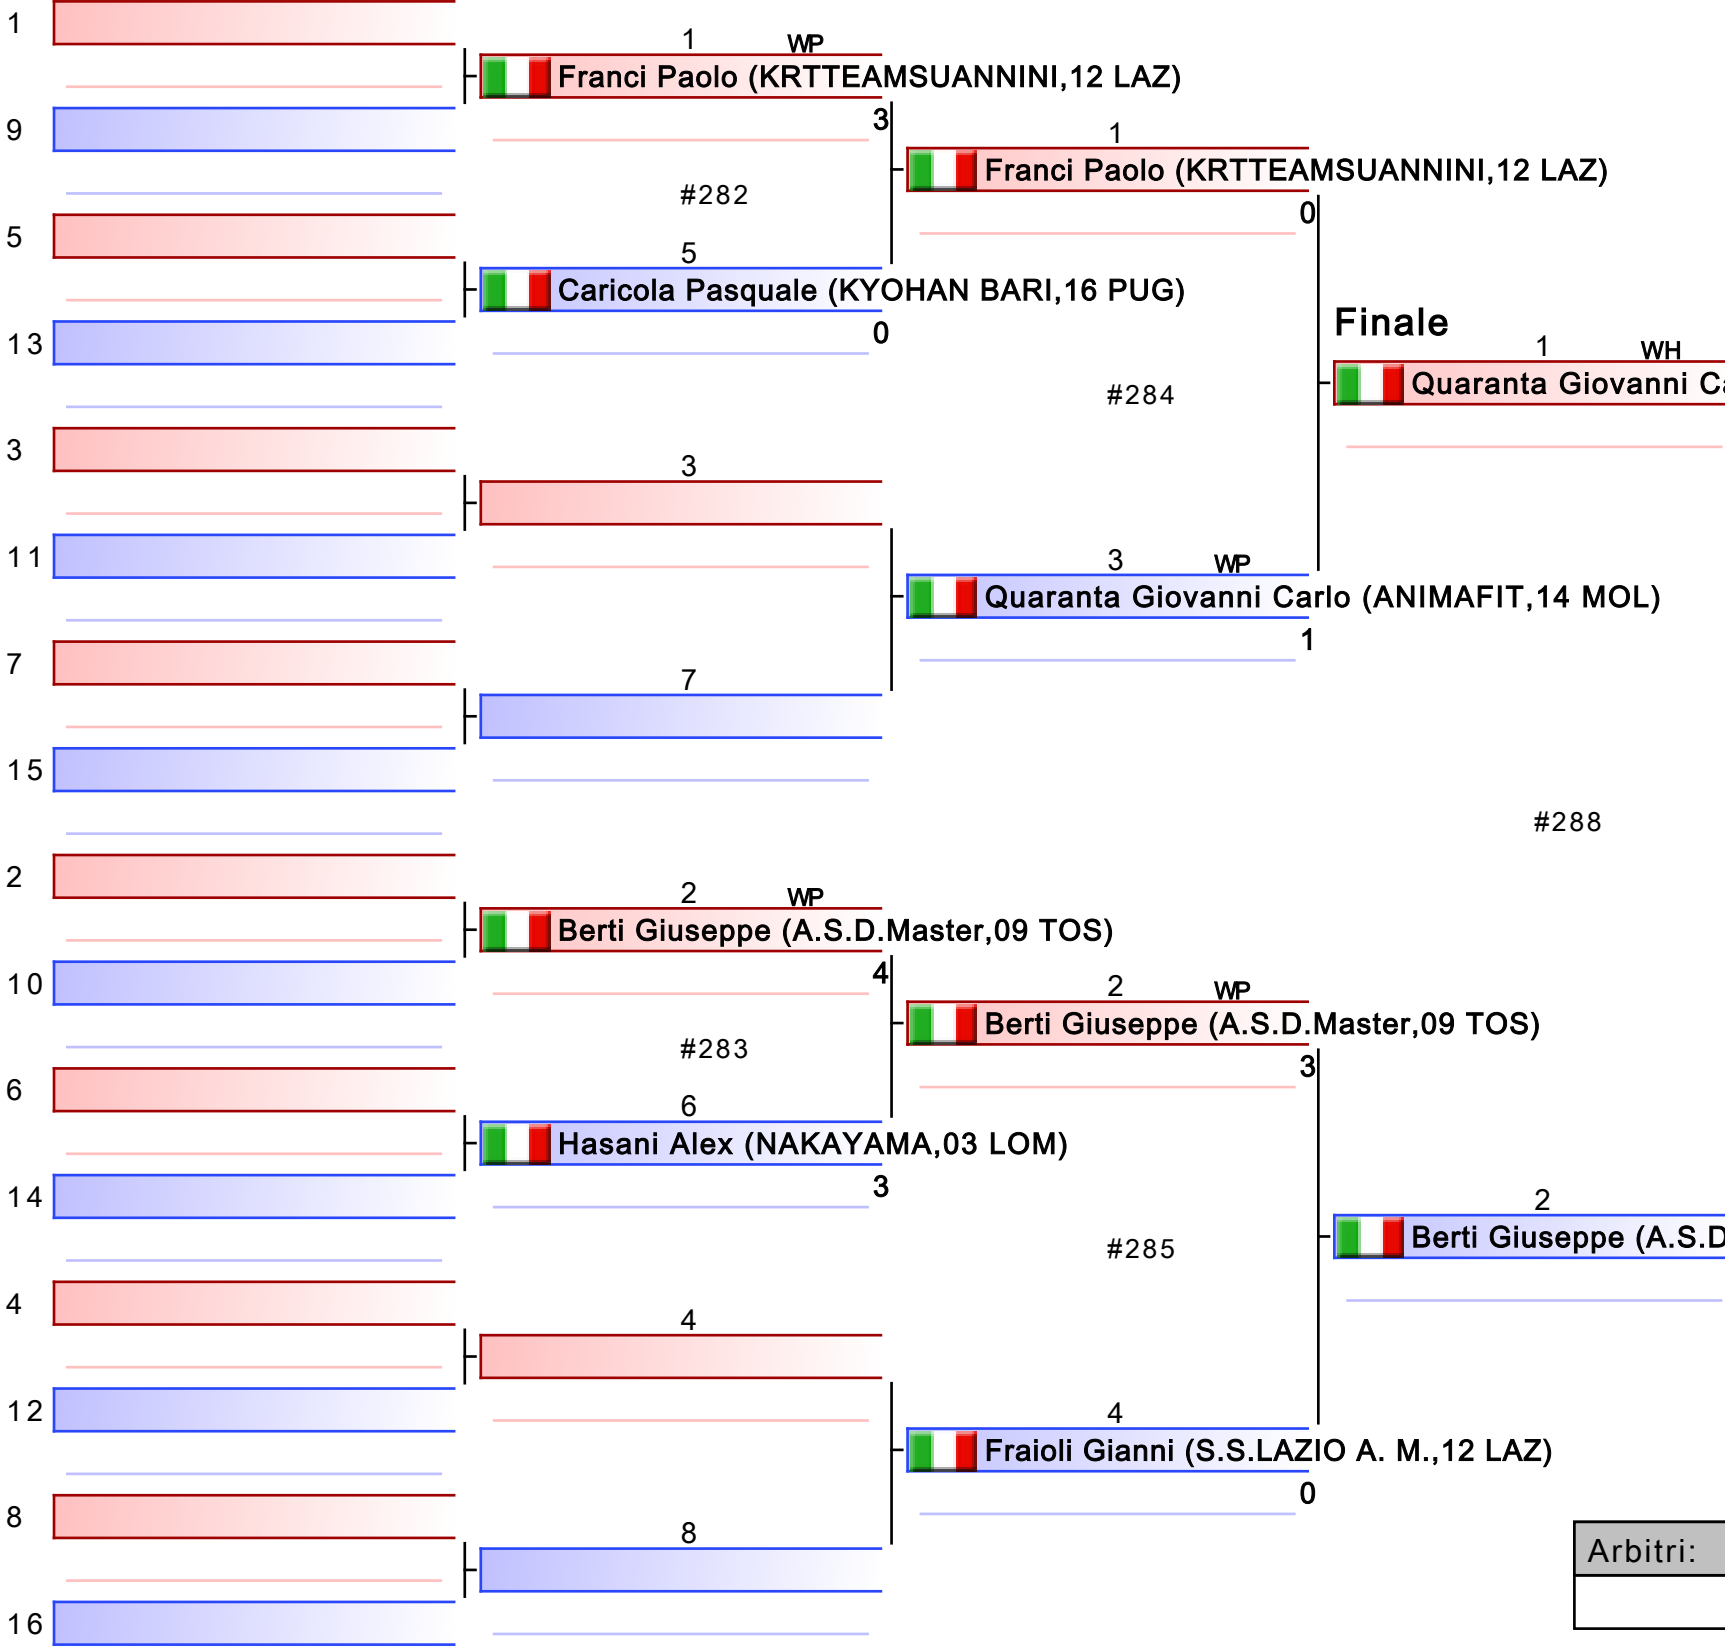 1
1 WP
Franci Paolo (KRTTEAMSUANNINI,12 LAZ)
3
9
1
Franci Paolo (KRTTEAMSUANNINI,12 LAZ)
#282
0
5
5
Caricola Pasquale (KYOHAN BARI,16 PUG)
0
Finale
13
1 WH
Quaranta Giovanni Ca
#284
3
3
11
3 WP
Quaranta Giovanni Carlo (ANIMAFIT,14 MOL)
1
7
7
15
#288
2
2 WP
Berti Giuseppe (A.S.D.Master,09 TOS)
4
10
2 WP
Berti Giuseppe (A.S.D.Master,09 TOS)
#283
3
6
6
Hasani Alex (NAKAYAMA,03 LOM)
3
14
2
Berti Giuseppe (A.S.D
#285
4
4
12
4
Fraioli Gianni (S.S.LAZIO A. M.,12 LAZ)
0
8
8
Arbitri:
16